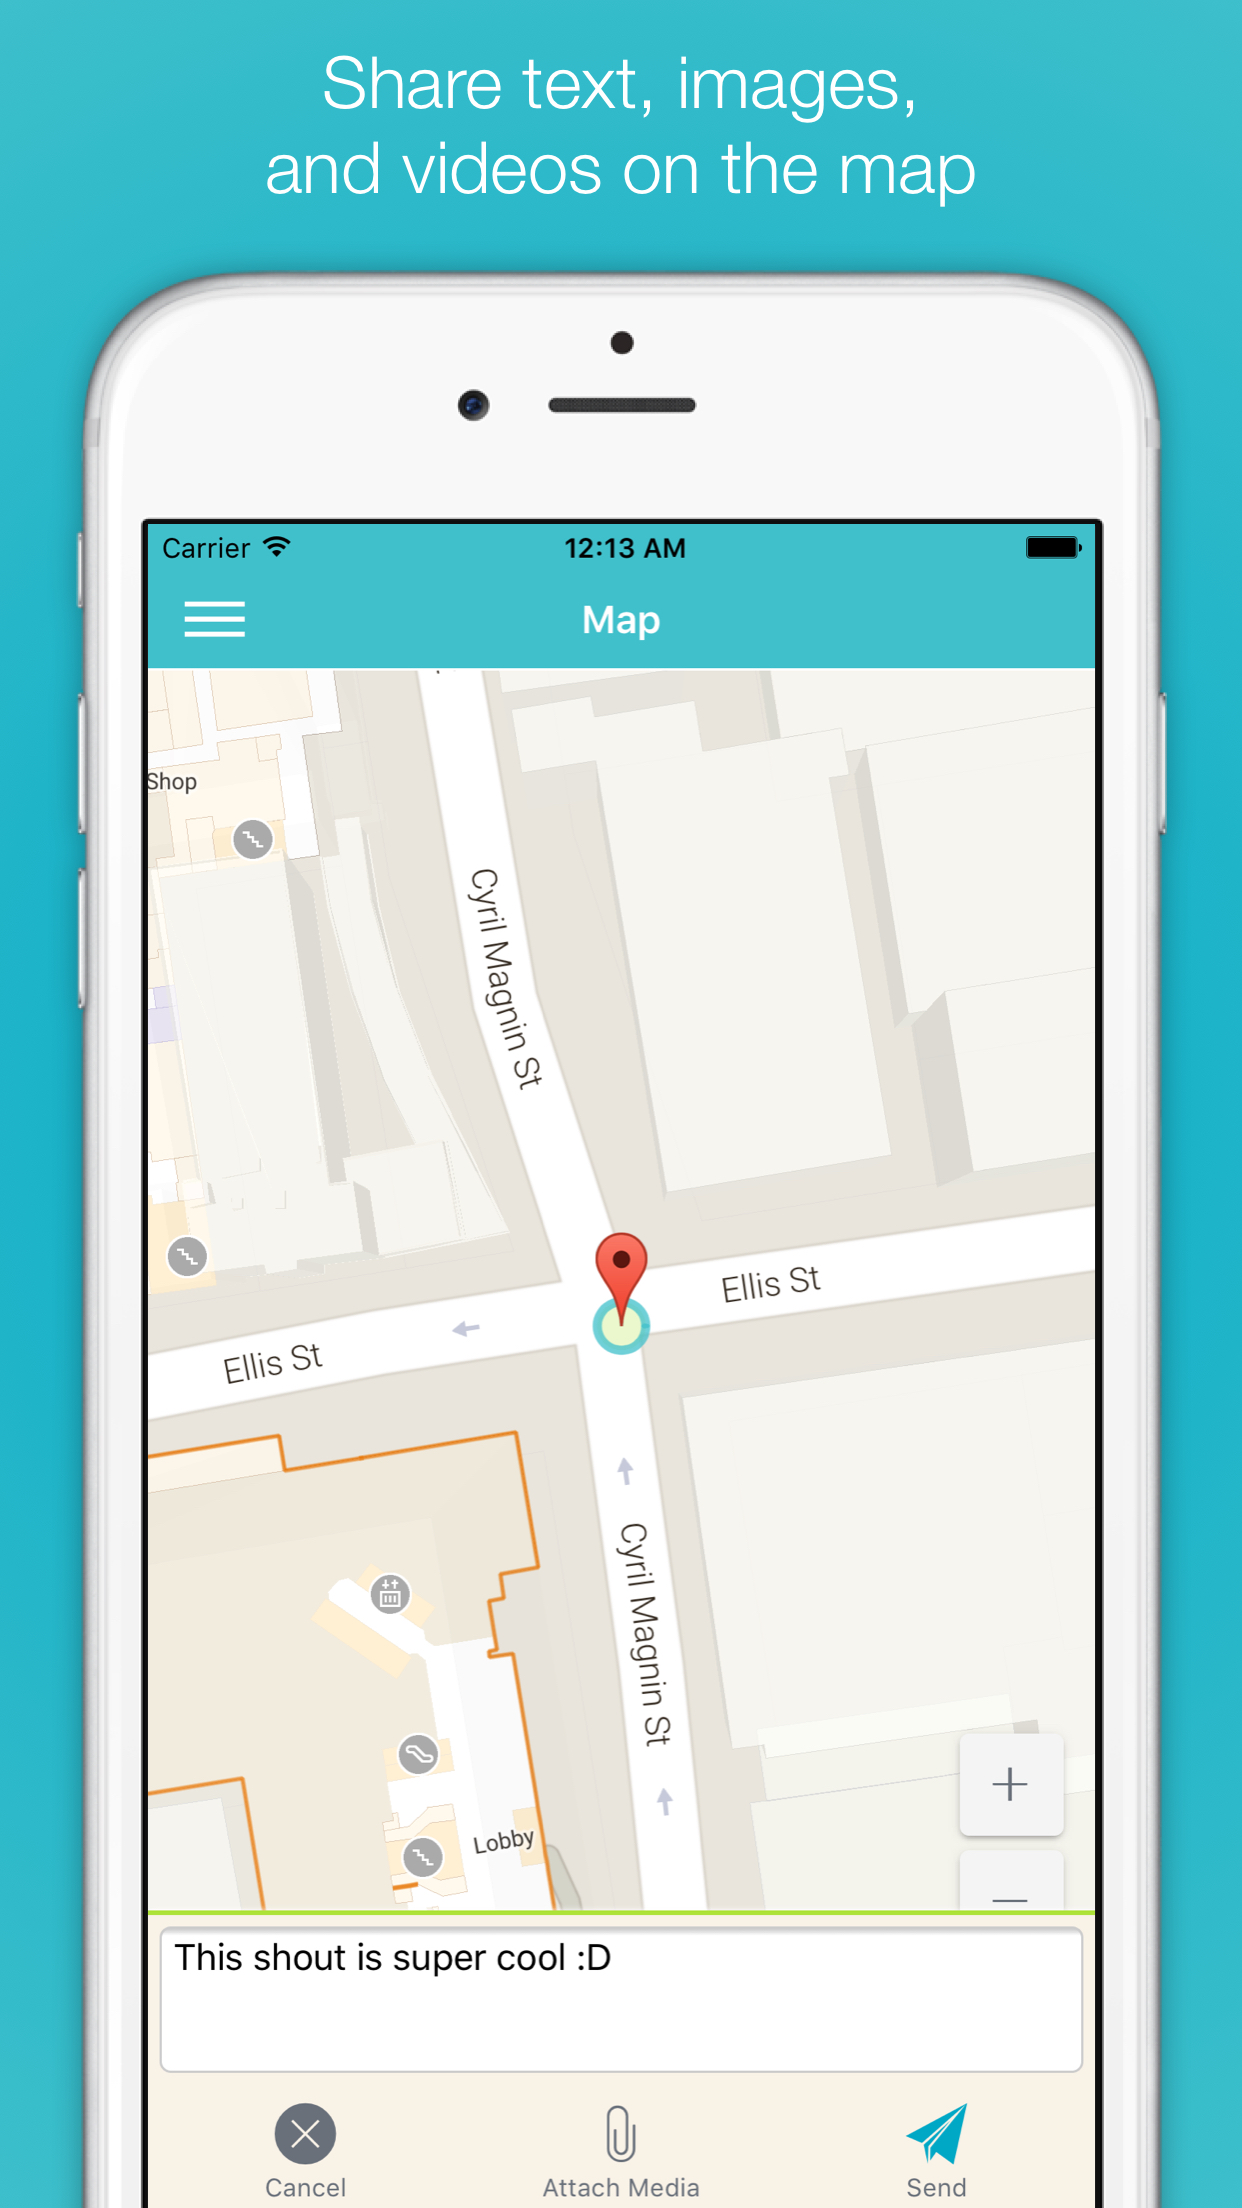 Share text, images,
and videos on the map
Carrier
12:13 AM
Map
Shop
Cyril Magnin St
Ellis St
Ellis St
Cyril Magnin St
Lobby
This shout is super cool :D
Cancel
Attach Media
Send